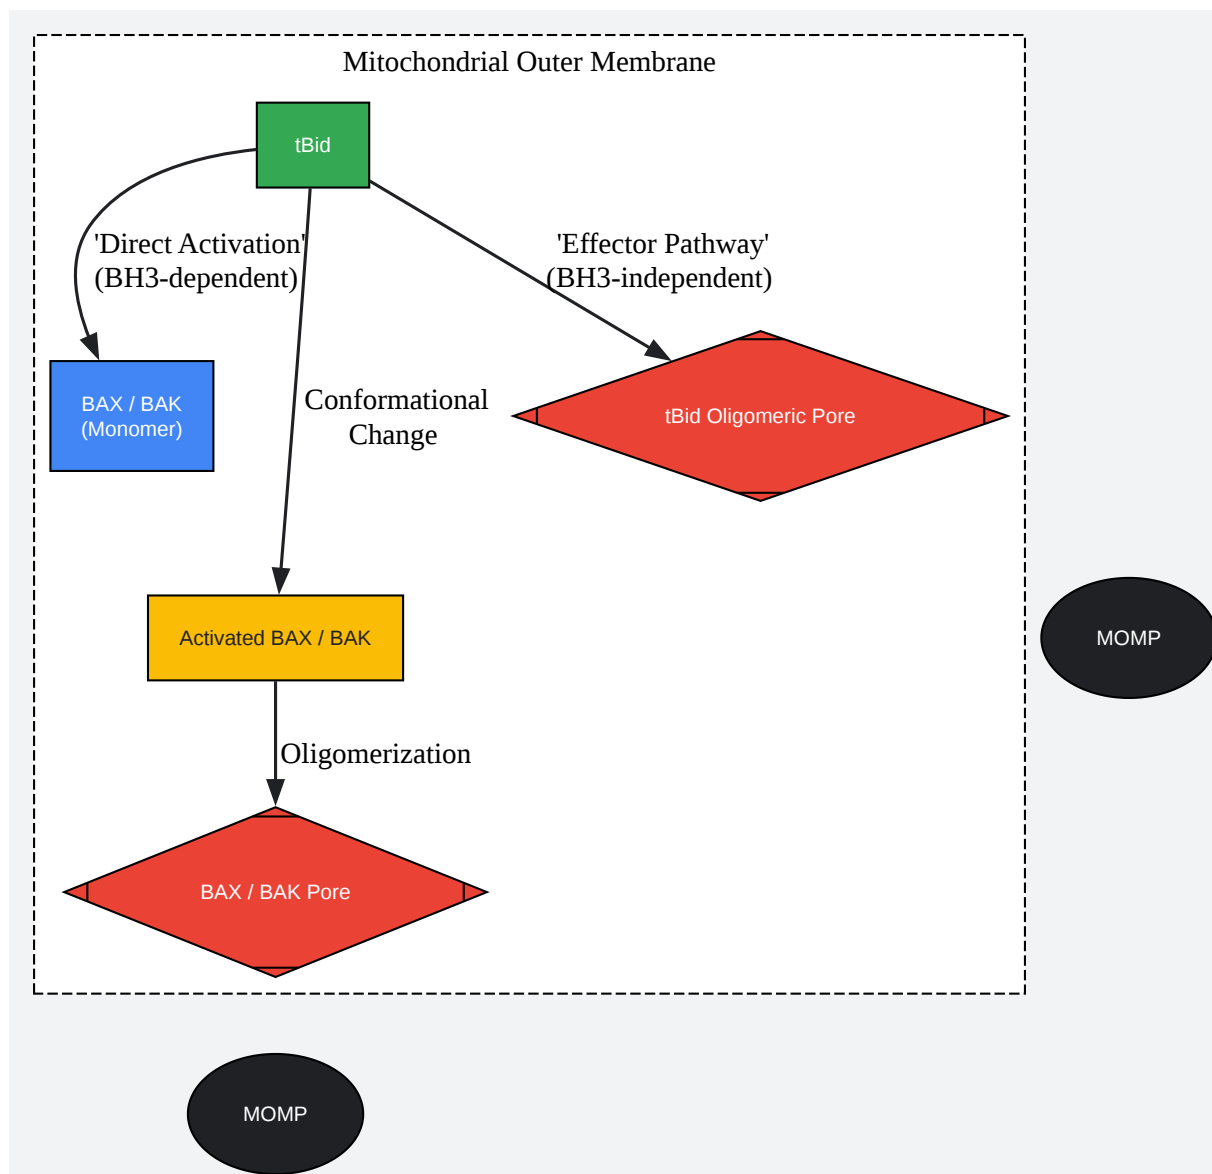 Mitochondrial Outer Membrane
tBid
'Direct Activation'
(BH3-dependent)
'Effector Pathway'
(BH3-independent)
BAX / BAK
(Monomer)
Conformational
Change
tBid Oligomeric Pore
Activated BAX / BAK
MOMP
Oligomerization
BAX / BAK Pore
MOMP